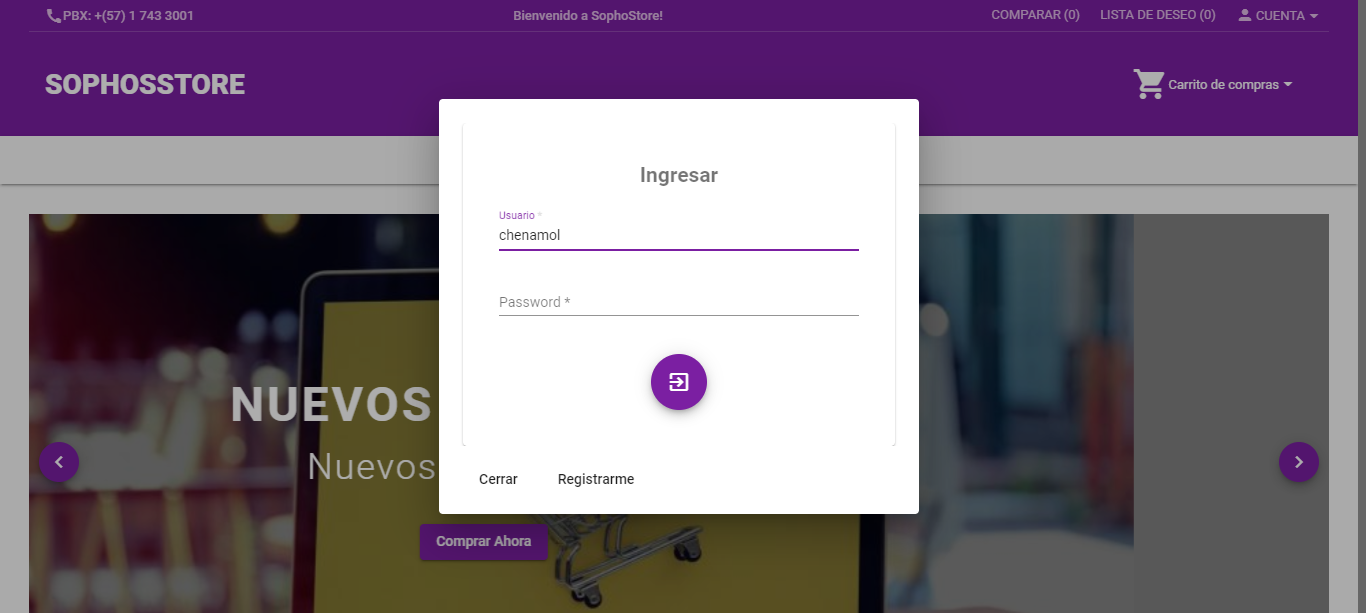 PBX: +(57) 1 743 3001
Bienvenido a SophoStore!
COMPARAR (0)
LISTA DE DESEO (0)
CUENTA
SOPHOSSTORE
Carrito de compras
Ingresar
Usuario *
chenamol
Password *
NUEVOS
Nuevos
Cerrar
Registrarme
Comprar Ahora